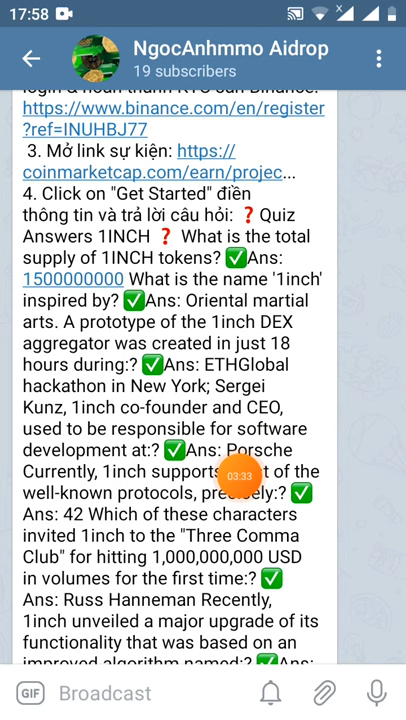 17:58
NgocAnhmmo Aidrop
19 subscribers
https://www.binance.com/en/register
?ref=INUHBJ77
3. Mở link sự kiện: https://
coinmarketcap.com/earn/projec...
4. Click on "Get Started" điền
thông tin và trả lời câu hỏi: ❓Quiz
Answers 1INCH ❓ What is the total
supply of 1INCH tokens? ✅Ans:
1500000000 What is the name '1inch'
inspired by? ✅Ans: Oriental martial
arts. A prototype of the 1inch DEX
aggregator was created in just 18
hours during:? ✅Ans: ETHGlobal
hackathon in New York; Sergei
Kunz, 1inch co-founder and CEO,
used to be responsible for software
development at:? ✅Ans: Porsche
Currently, 1inch supports of the
03:33
well-known protocols, precisely:? ✅
Ans: 42 Which of these characters
invited 1inch to the "Three Comma
Club" for hitting 1,000,000,000 USD
in volumes for the first time:? ✅
Ans: Russ Hanneman Recently,
1inch unveiled a major upgrade of its
functionality that was based on an
improved algorithm named:? ✅Ans:
GIF Broadcast